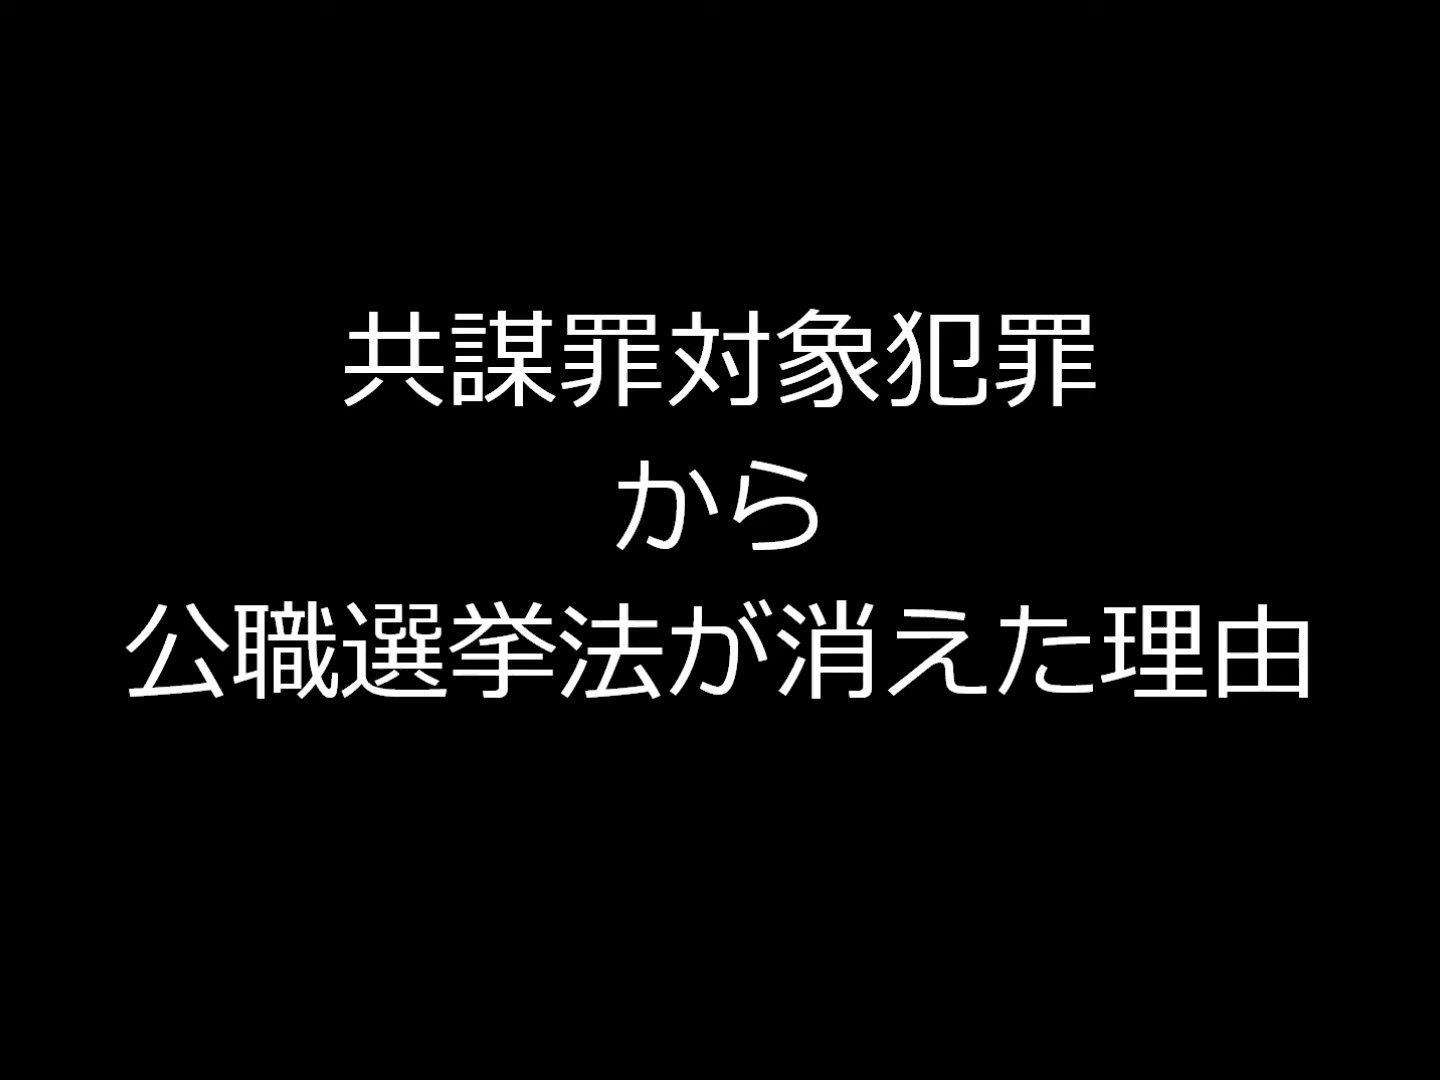 共謀罪対象犯罪
から
公職選挙法が消えた理由